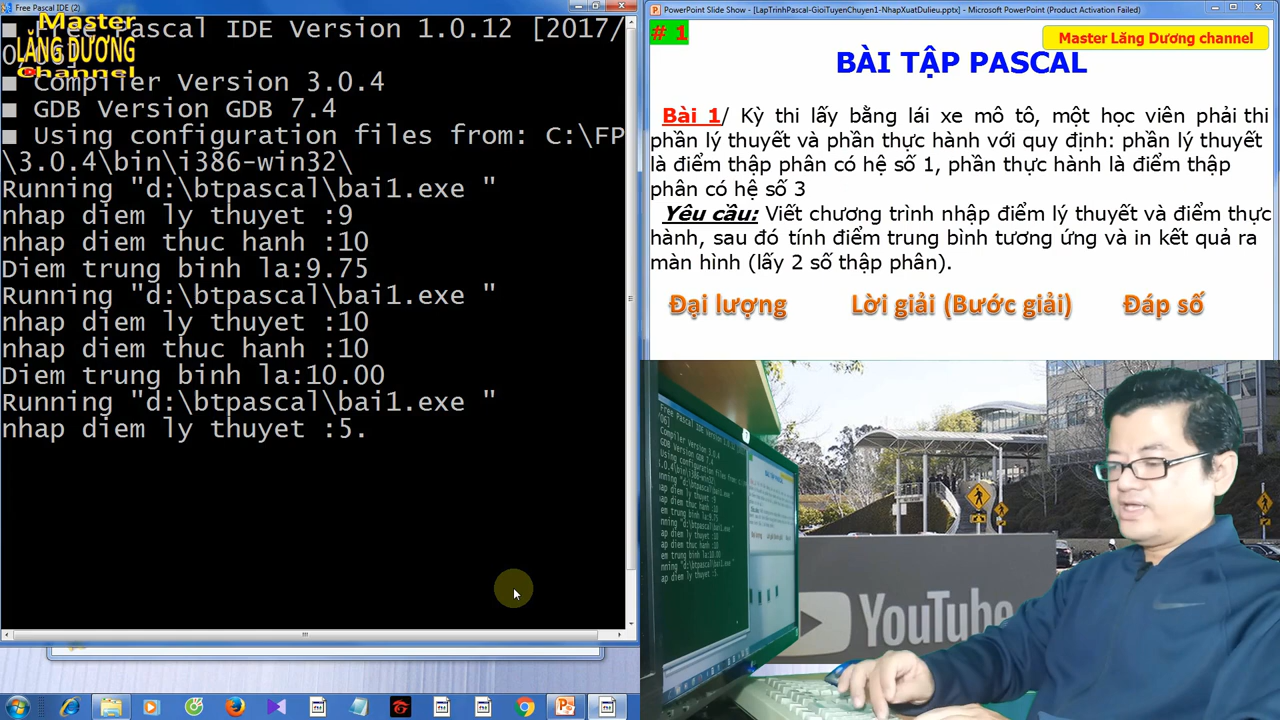 Free Pascal IDE (2)
■ Free Pascal IDE Version 1.0.12 [2017/
0/06]
Master
LĂNG DƯƠNG
Channel
■ Compiler Version 3.0.4
■ GDB Version GDB 7.4
■ Using configuration files from: C:\FP
\3.0.4\bin\i386-win32\
Running "d:\btpascal\bai1.exe "
nhap diem ly thuyet :9
nhap diem thuc hanh :10
Diem trung binh la:9.75
Running "d:\btpascal\bai1.exe "
nhap diem ly thuyet :10
nhap diem thuc hanh :10
Diem trung binh la:10.00
Running "d:\btpascal\bai1.exe "
nhap diem ly thuyet :5.
PowerPoint Slide Show - [LapTrinhPascal-GioiTuyenChuyen1-NhapXuatDulieu.pptx] - Microsoft PowerPoint (Product Activation Failed)
# 1
Master Lăng Dương channel
BÀI TẬP PASCAL
Bài 1/ Kỳ thi lấy bằng lái xe mô tô, một học viên phải thi
phần lý thuyết và phần thực hành với quy định: phần lý thuyết
là điểm thập phân có hệ số 1, phần thực hành là điểm thập
phân có hệ số 3
Yêu cầu: Viết chương trình nhập điểm lý thuyết và điểm thực
hành, sau đó tính điểm trung bình tương ứng và in kết quả ra
màn hình (lấy 2 số thập phân).
Đại lượng Lời giải (Bước giải) Đáp số
YouTube